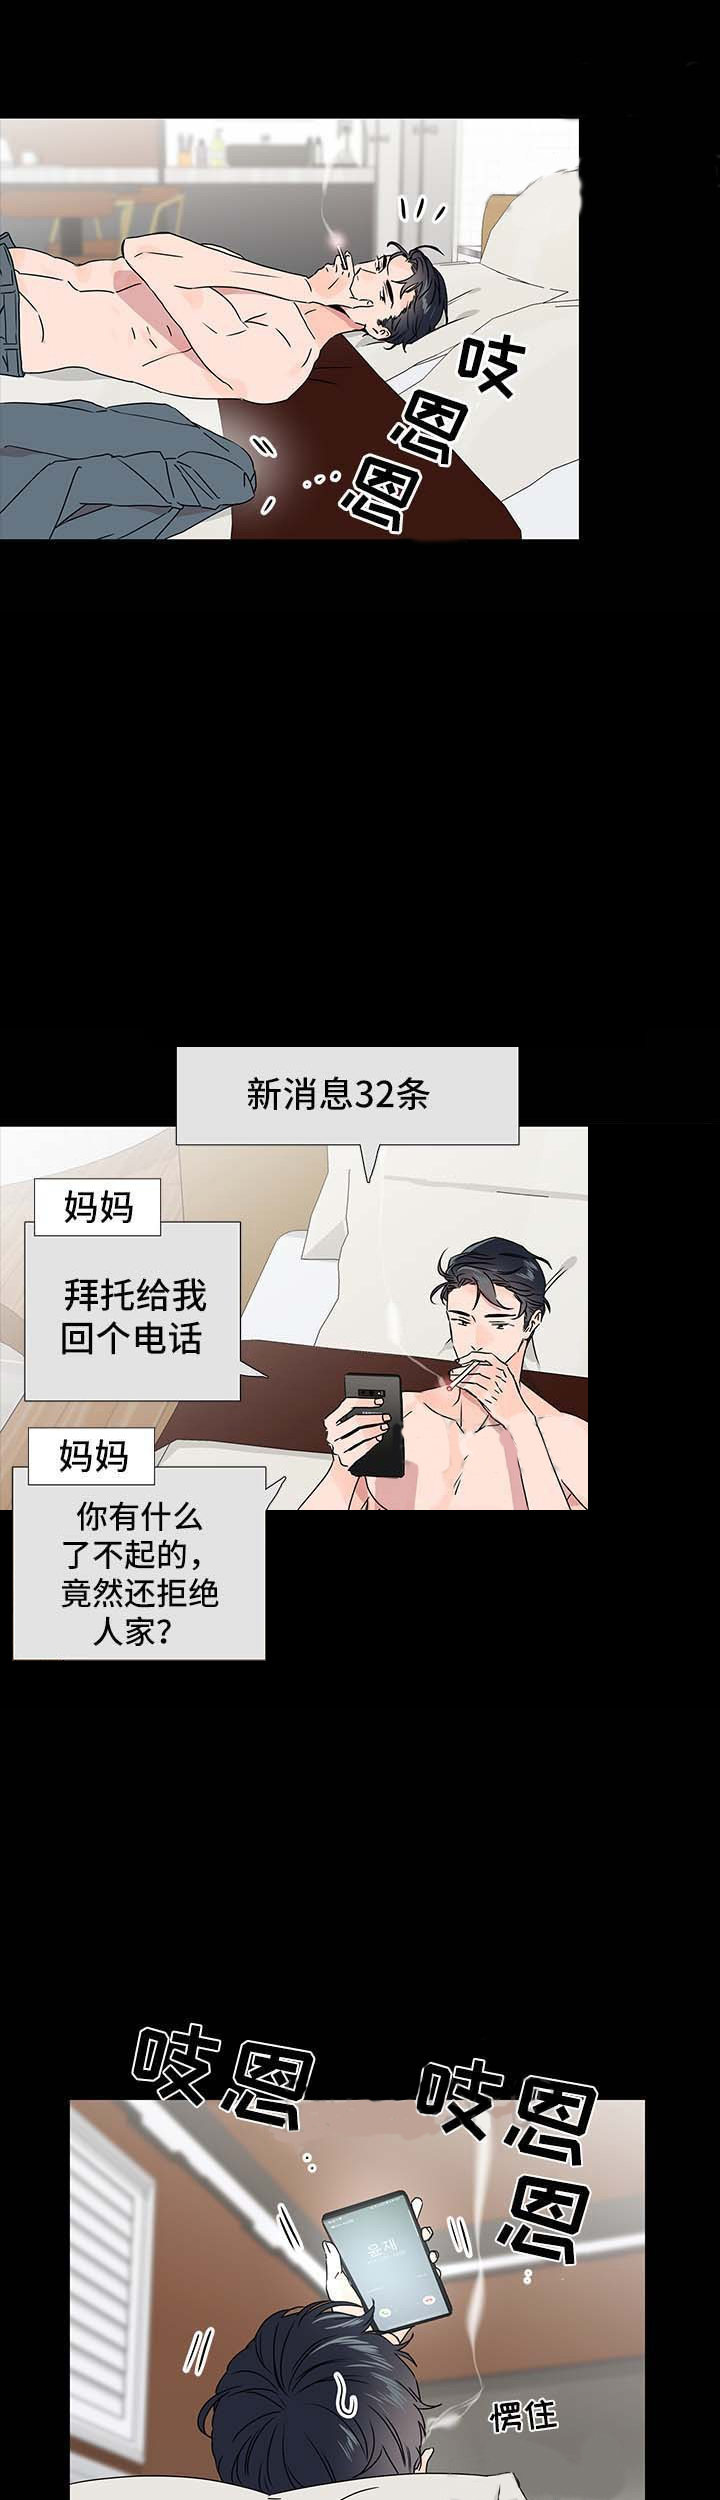 吱
恩
恩
新消息32条
妈妈
拜托给我
回个电话
妈妈
你有什么
了不起的，
竟然还拒绝
人家？
吱恩
吱恩
恩
윤재
愣住